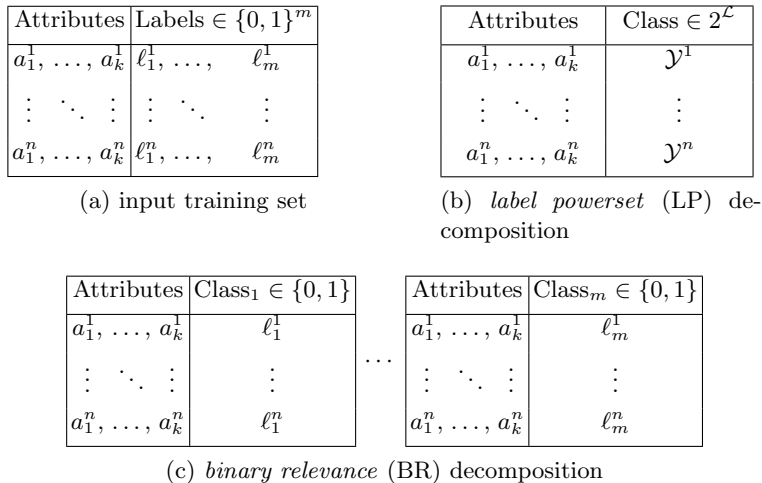 Attributes Labels ∈ {0, 1}^m
a_1^1, …, a_k^1 ℓ_1^1, …, ℓ_m^1
⋮ ⋱ ⋮ ⋮ ⋱ ⋮
a_1^n, …, a_k^n ℓ_1^n, …, ℓ_m^n
(a) input training set
Attributes Class ∈ 2^ℒ
a_1^1, …, a_k^1 𝒴^1
⋮ ⋱ ⋮ ⋮
a_1^n, …, a_k^n 𝒴^n
(b) label powerset (LP) de-
composition
Attributes Class_1 ∈ {0, 1}
a_1^1, …, a_k^1 ℓ_1^1
⋮ ⋱ ⋮ ⋮
a_1^n, …, a_k^n ℓ_1^n
…
Attributes Class_m ∈ {0, 1}
a_1^1, …, a_k^1 ℓ_m^1
⋮ ⋱ ⋮ ⋮
a_1^n, …, a_k^n ℓ_m^n
(c) binary relevance (BR) decomposition